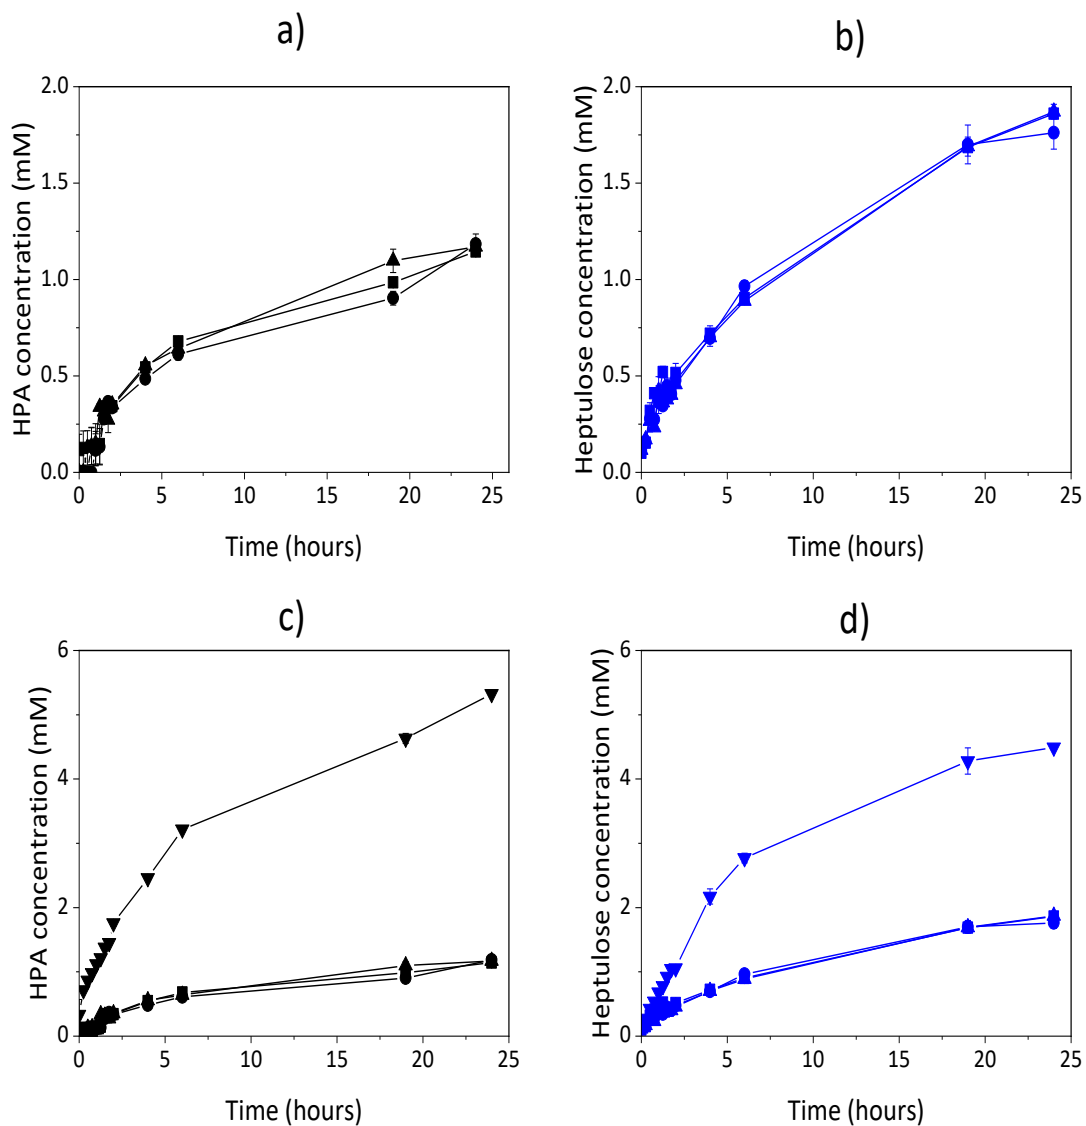 a)
HPA concentration (mM)
2.0
1.5
1.0
0.5
0.0
0 5 10 15 20 25
Time (hours)
b)
Heptulose concentration (mM)
2.0
1.5
1.0
0.5
0.0
0 5 10 15 20 25
Time (hours)
c)
HPA concentration (mM)
6
4
2
0
0 5 10 15 20 25
Time (hours)
d)
Heptulose concentration (mM)
6
4
2
0
0 5 10 15 20 25
Time (hours)